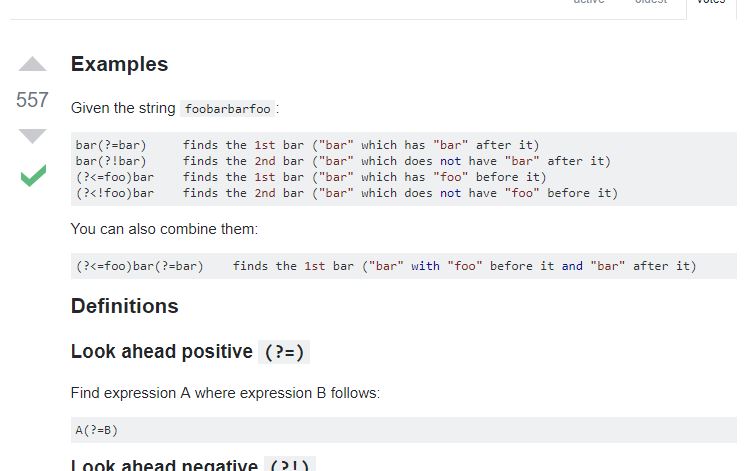 active oldest votes
Examples
557
Given the string foobarbarfoo :
bar(?=bar)     finds the 1st bar ("bar" which has "bar" after it)
bar(?!bar)     finds the 2nd bar ("bar" which does not have "bar" after it)
(?<=foo)bar    finds the 1st bar ("bar" which has "foo" before it)
(?<!foo)bar    finds the 2nd bar ("bar" which does not have "foo" before it)
You can also combine them:
(?<=foo)bar(?=bar)    finds the 1st bar ("bar" with "foo" before it and "bar" after it)
Definitions
Look ahead positive (?=)
Find expression A where expression B follows:
A(?=B)
Look ahead negative (?!)